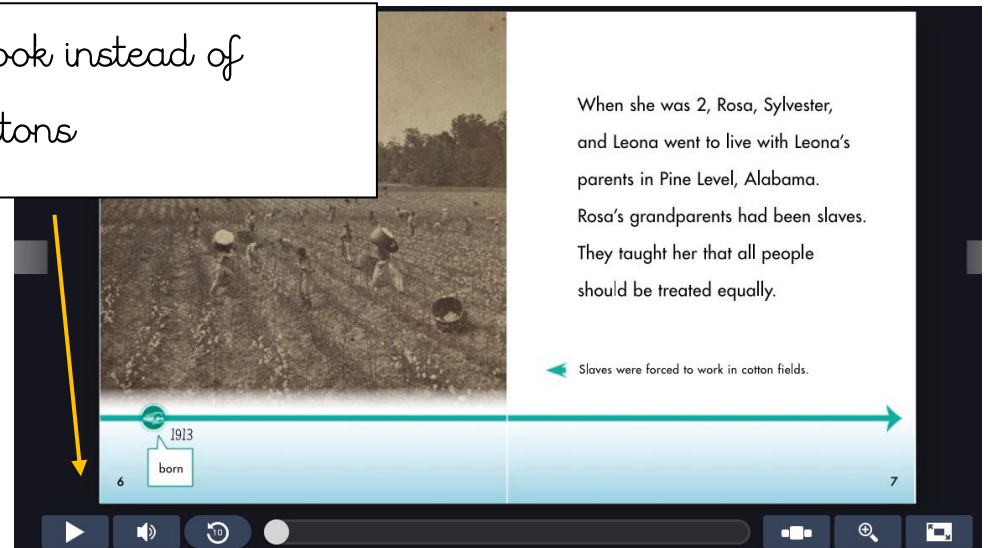 ook instead of
tons
When she was 2, Rosa, Sylvester,
and Leona went to live with Leona's
parents in Pine Level, Alabama.
Rosa's grandparents had been slaves.
They taught her that all people
should be treated equally.
Slaves were forced to work in cotton fields.
1913
born
6
7
10